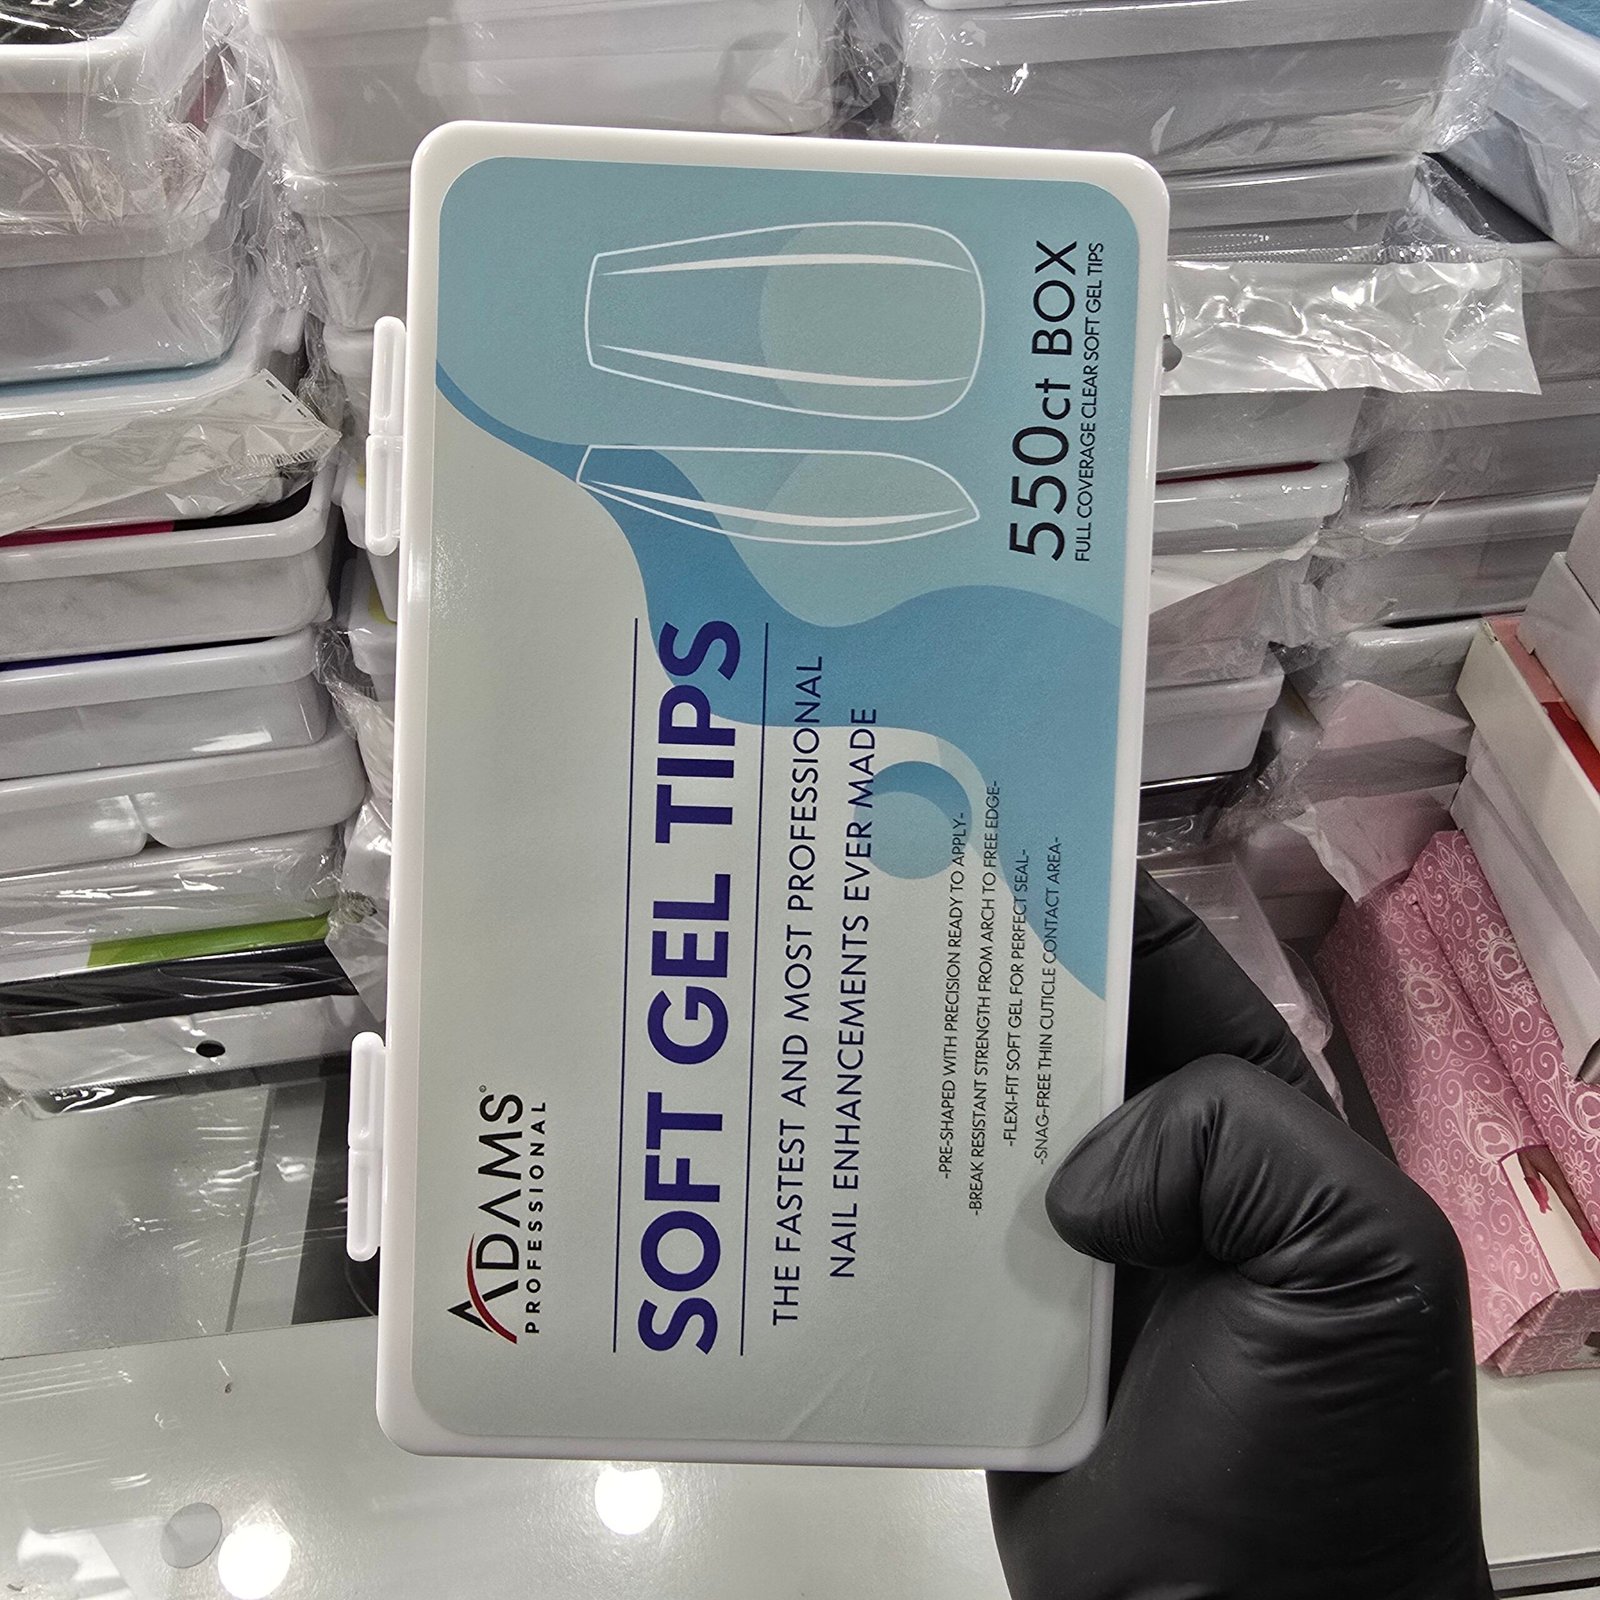 ADAMS®
PROFESSIONAL
SOFT GEL TIPS
THE FASTEST AND MOST PROFESSIONAL
NAIL ENHANCEMENTS EVER MADE
-PRE-SHAPED WITH PRECISION READY TO APPLY-
-BREAK RESISTANT STRENGTH FROM ARCH TO FREE EDGE-
-FLEXI-FIT SOFT GEL FOR PERFECT SEAL-
-SNAG-FREE THIN CUTICLE CONTACT AREA-
550ct BOX
FULL COVERAGE CLEAR SOFT GEL TIPS